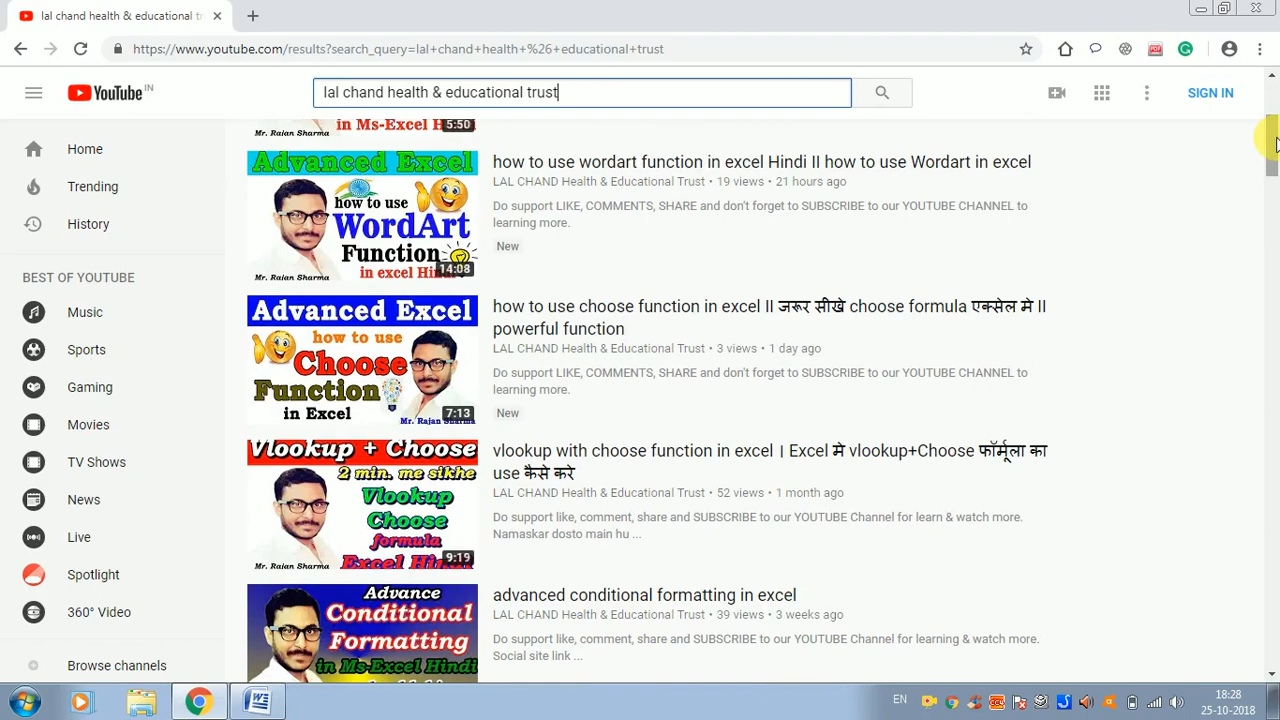 lal chand health & educational tr
https://www.youtube.com/results?search_query=lal+chand+health+%26+educational+trust
YouTube IN
lal chand health & educational trust
SIGN IN
Home
Trending
History
BEST OF YOUTUBE
Music
Sports
Gaming
Movies
TV Shows
News
Live
Spotlight
360° Video
Browse channels
in Ms-Excel
5:50
Mr. Rajan Sharma
Advanced Excel
how to use
WordArt
Function
in excel
14:08
Mr. Rajan Sharma
how to use wordart function in excel Hindi II how to use Wordart in excel
LAL CHAND Health & Educational Trust • 19 views • 21 hours ago
Do support LIKE, COMMENTS, SHARE and don't forget to SUBSCRIBE to our YOUTUBE CHANNEL to
learning more.
New
Advanced Excel
how to use
Choose
Function
in Excel
7:13
Mr. Rajan Sharma
how to use choose function in excel II जरूर सीखे choose formula एक्सेल मे II
powerful function
LAL CHAND Health & Educational Trust • 3 views • 1 day ago
Do support LIKE, COMMENTS, SHARE and don't forget to SUBSCRIBE to our YOUTUBE CHANNEL to
learning more.
New
Vlookup + Choose
2 min. me sikhe
Vlookup
Choose
formula
Excel Hindi
9:19
Mr. Rajan Sharma
vlookup with choose function in excel । Excel मे vlookup+Choose फॉर्मूला का
use कैसे करे
LAL CHAND Health & Educational Trust • 52 views • 1 month ago
Do support like, comment, share and SUBSCRIBE to our YOUTUBE Channel for learn & watch more.
Namaskar dosto main hu ...
Advance
Conditional
Formatting
in Ms-Excel Hindi
advanced conditional formatting in excel
LAL CHAND Health & Educational Trust • 39 views • 3 weeks ago
Do support like, comment, share and SUBSCRIBE to our YOUTUBE Channel for learning & watch more.
Social site link ...
EN
18:28
25-10-2018